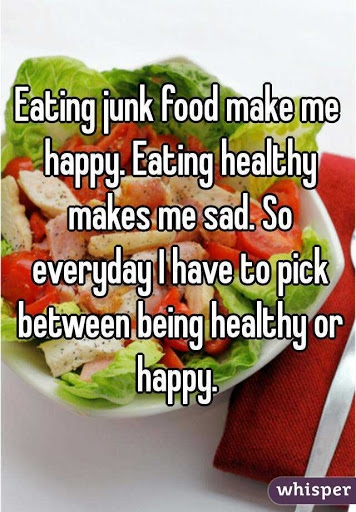 Eating junk food make me
happy. Eating healthy
makes me sad. So
everyday I have to pick
between being healthy or
happy.
whisper